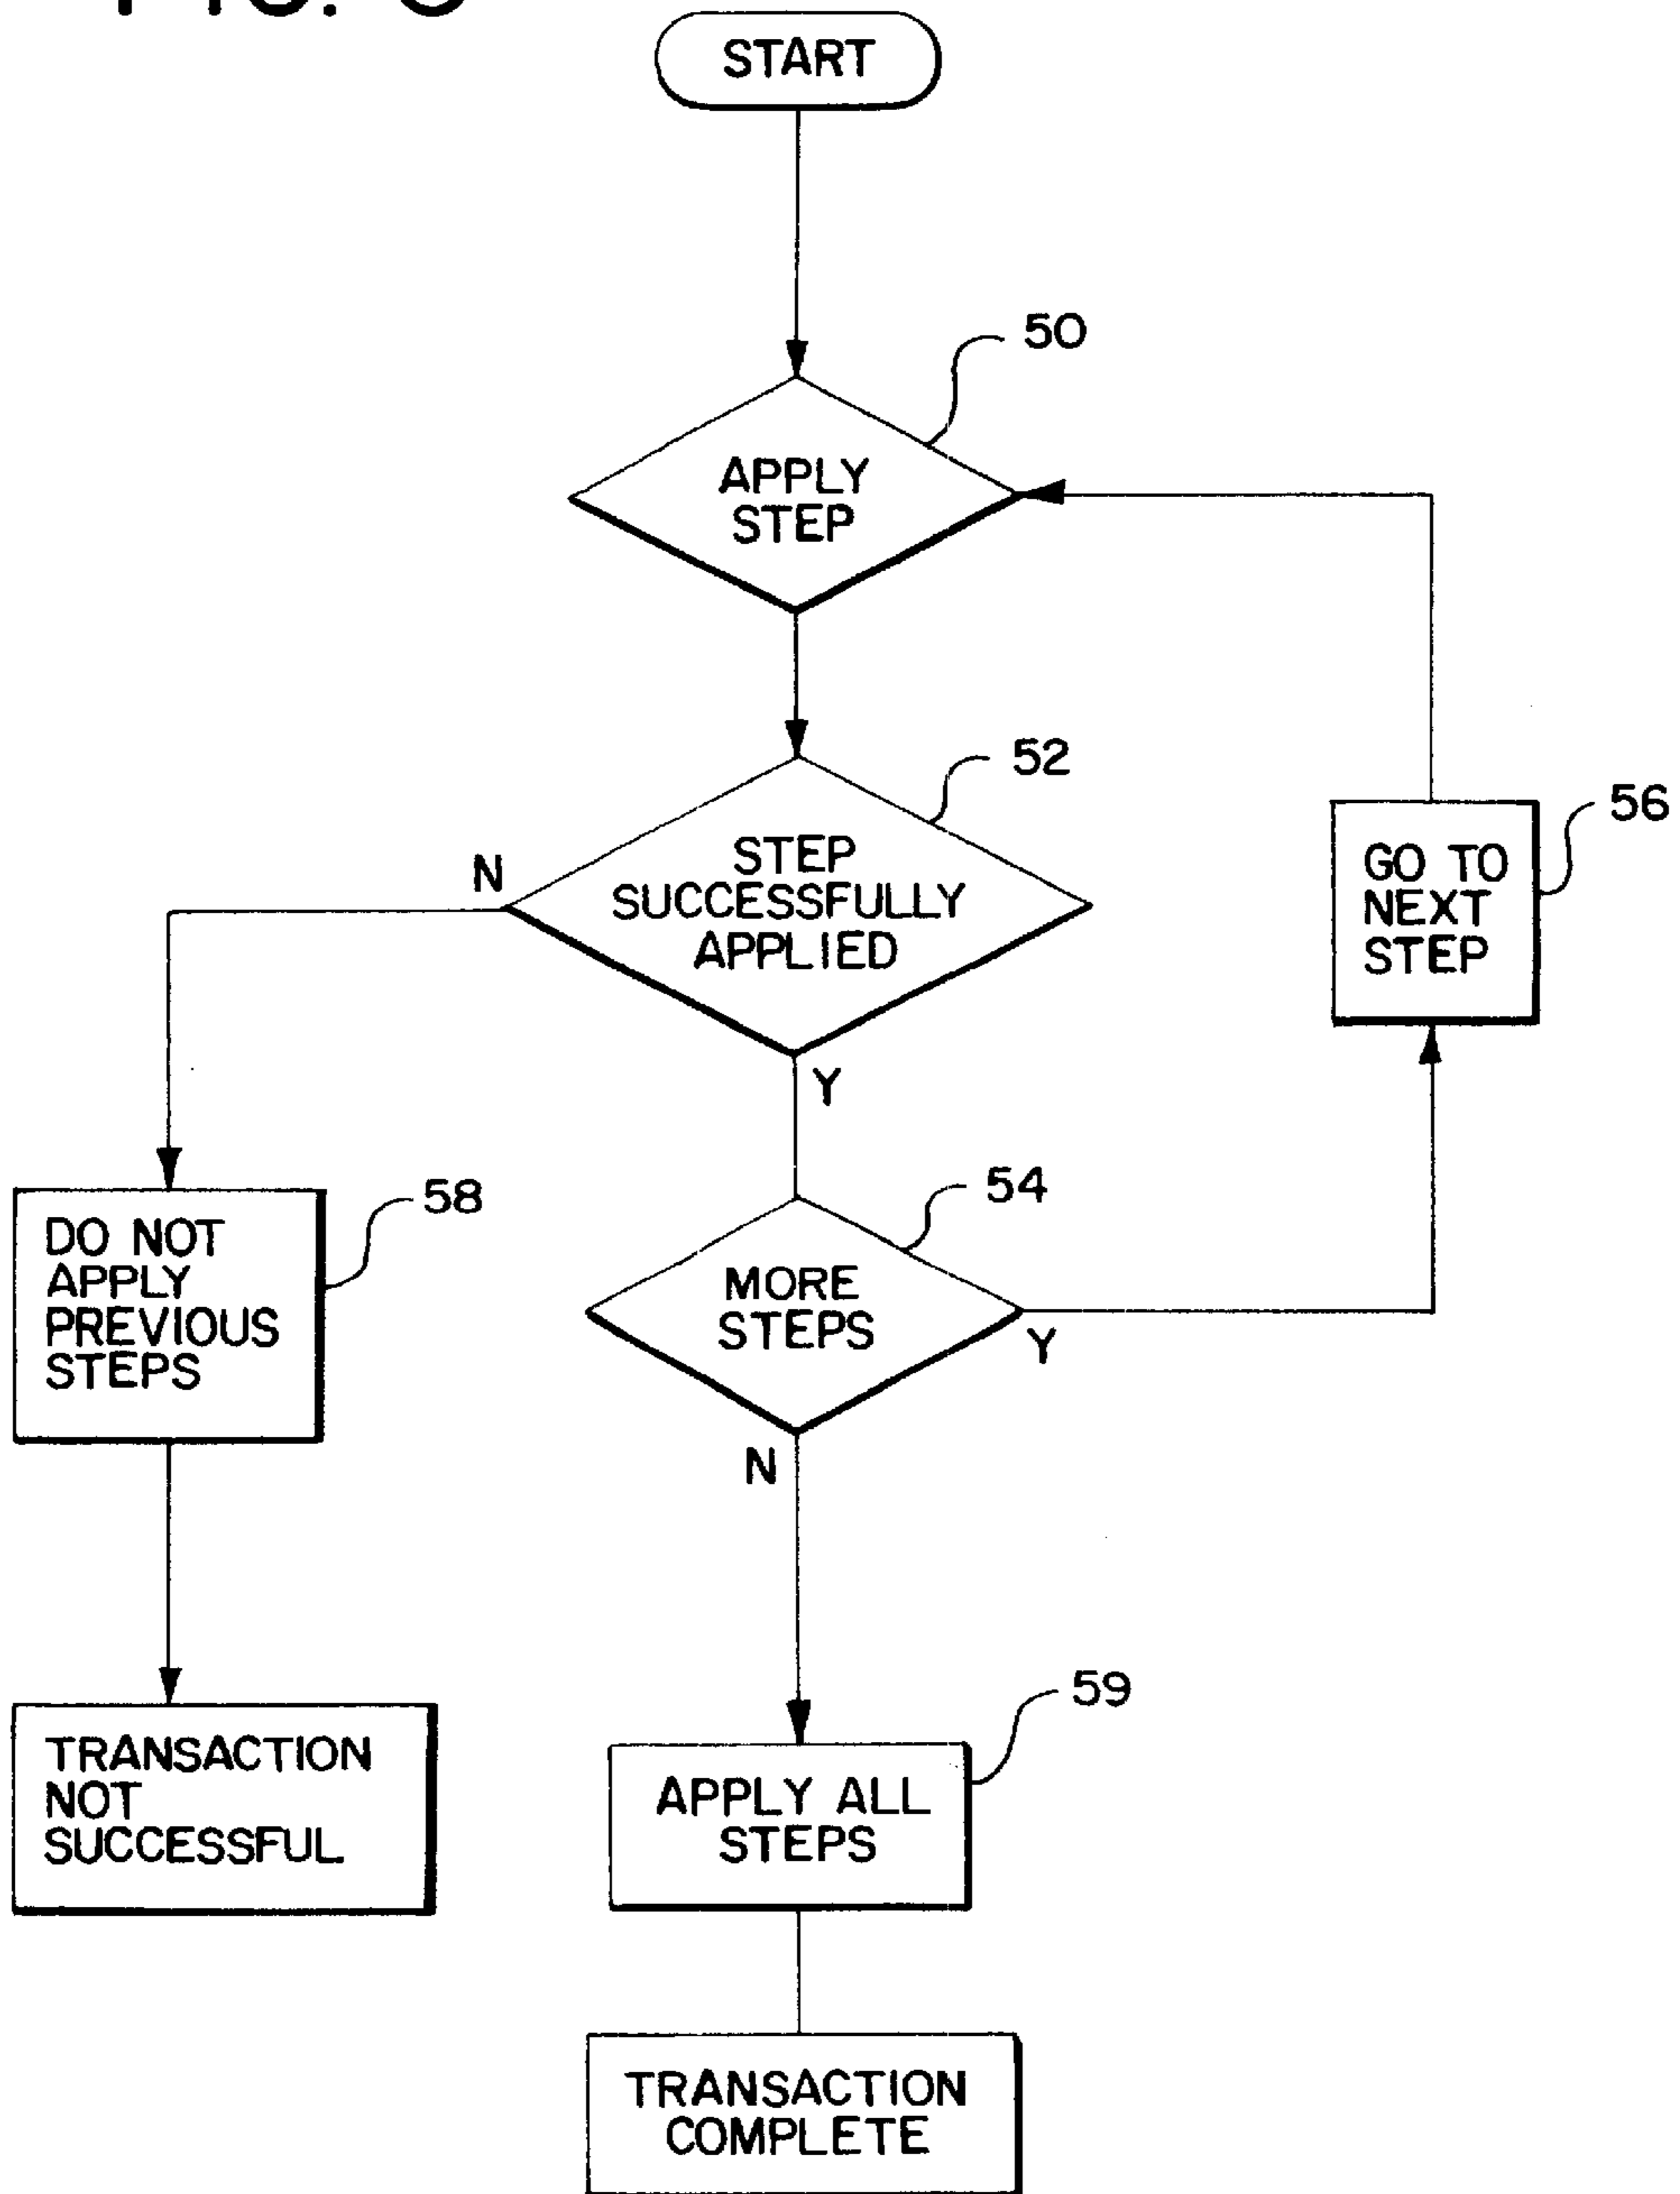 START
50
APPLY
STEP
52
STEP
SUCCESSFULLY
APPLIED
N
Y
56
GO TO
NEXT
STEP
54
MORE
STEPS
Y
N
58
DO NOT
APPLY
PREVIOUS
STEPS
TRANSACTION
NOT
SUCCESSFUL
59
APPLY ALL
STEPS
TRANSACTION
COMPLETE